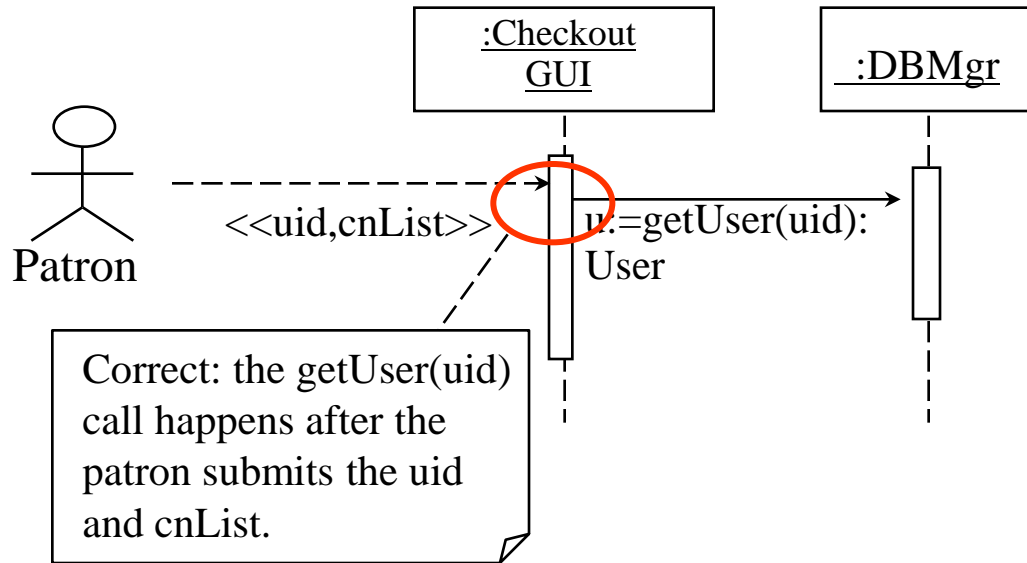 :Checkout
GUI
:DBMgr
<<uid,cnList>>
u:=getUser(uid):
User
Patron
Correct: the getUser(uid)
call happens after the
patron submits the uid
and cnList.